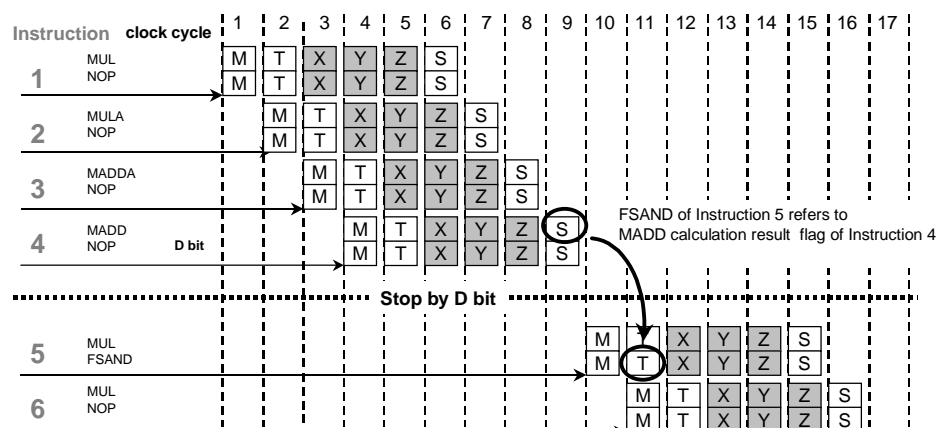 Instruction clock cycle 1 2 3 4 5 6 7 8 9 10 11 12 13 14 15 16 17
1 MUL M T X Y Z S
NOP M T X Y Z S
2 MULA M T X Y Z S
NOP M T X Y Z S
3 MADDA M T X Y Z S
NOP M T X Y Z S
4 MADD M T X Y Z S
NOP D bit M T X Y Z S
FSAND of Instruction 5 refers to
MADD calculation result flag of Instruction 4
Stop by D bit
5 MUL M X Y Z S
FSAND M T X Y Z S
6 MUL M T X Y Z S
NOP M T X Y Z S